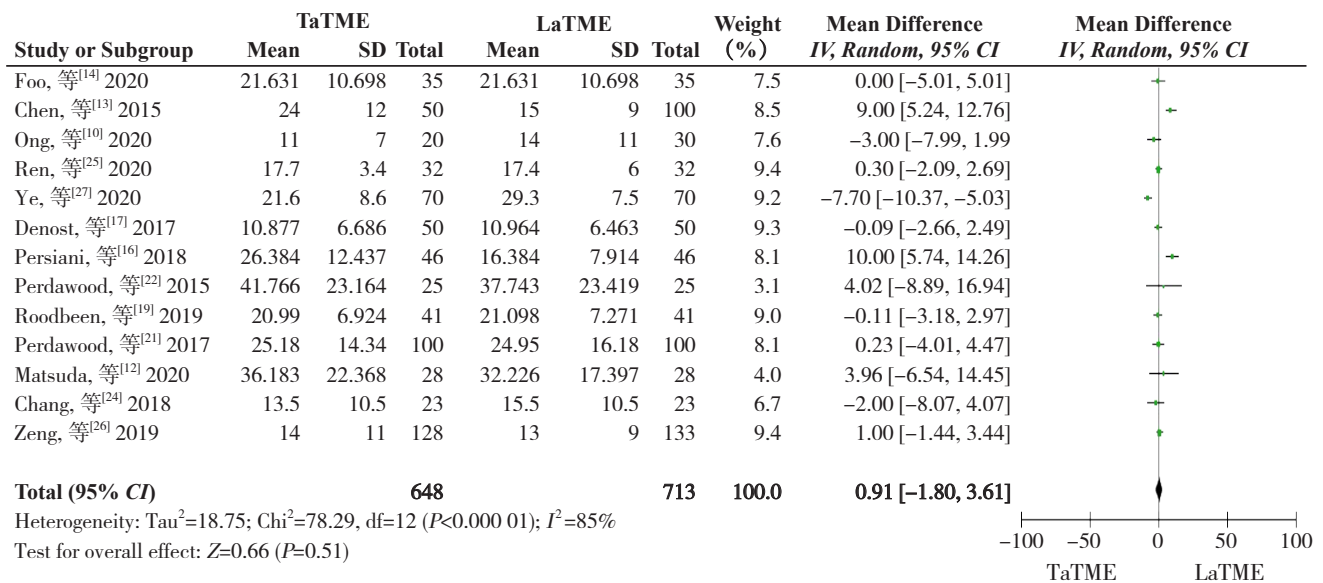 TaTME LaTME Weight Mean Difference Mean Difference
Study or Subgroup Mean SD Total Mean SD Total (%) IV, Random, 95% CI IV, Random, 95% CI
Foo, 等[14] 2020 21.631 10.698 35 21.631 10.698 35 7.5 0.00 [−5.01, 5.01]
Chen, 等[13] 2015 24 12 50 15 9 100 8.5 9.00 [5.24, 12.76]
Ong, 等[10] 2020 11 7 20 14 11 30 7.6 −3.00 [−7.99, 1.99
Ren, 等[25] 2020 17.7 3.4 32 17.4 6 32 9.4 0.30 [−2.09, 2.69]
Ye, 等[27] 2020 21.6 8.6 70 29.3 7.5 70 9.2 −7.70 [−10.37, −5.03]
Denost, 等[17] 2017 10.877 6.686 50 10.964 6.463 50 9.3 −0.09 [−2.66, 2.49]
Persiani, 等[16] 2018 26.384 12.437 46 16.384 7.914 46 8.1 10.00 [5.74, 14.26]
Perdawood, 等[22] 2015 41.766 23.164 25 37.743 23.419 25 3.1 4.02 [−8.89, 16.94]
Roodbeen, 等[19] 2019 20.99 6.924 41 21.098 7.271 41 9.0 −0.11 [−3.18, 2.97]
Perdawood, 等[21] 2017 25.18 14.34 100 24.95 16.18 100 8.1 0.23 [−4.01, 4.47]
Matsuda, 等[12] 2020 36.183 22.368 28 32.226 17.397 28 4.0 3.96 [−6.54, 14.45]
Chang, 等[24] 2018 13.5 10.5 23 15.5 10.5 23 6.7 −2.00 [−8.07, 4.07]
Zeng, 等[26] 2019 14 11 128 13 9 133 9.4 1.00 [−1.44, 3.44]
Total (95% CI) 648 713 100.0 0.91 [−1.80, 3.61]
Heterogeneity: Tau²=18.75; Chi²=78.29, df=12 (P<0.000 01); I²=85%
Test for overall effect: Z=0.66 (P=0.51)
−100 −50 0 50 100
TaTME LaTME